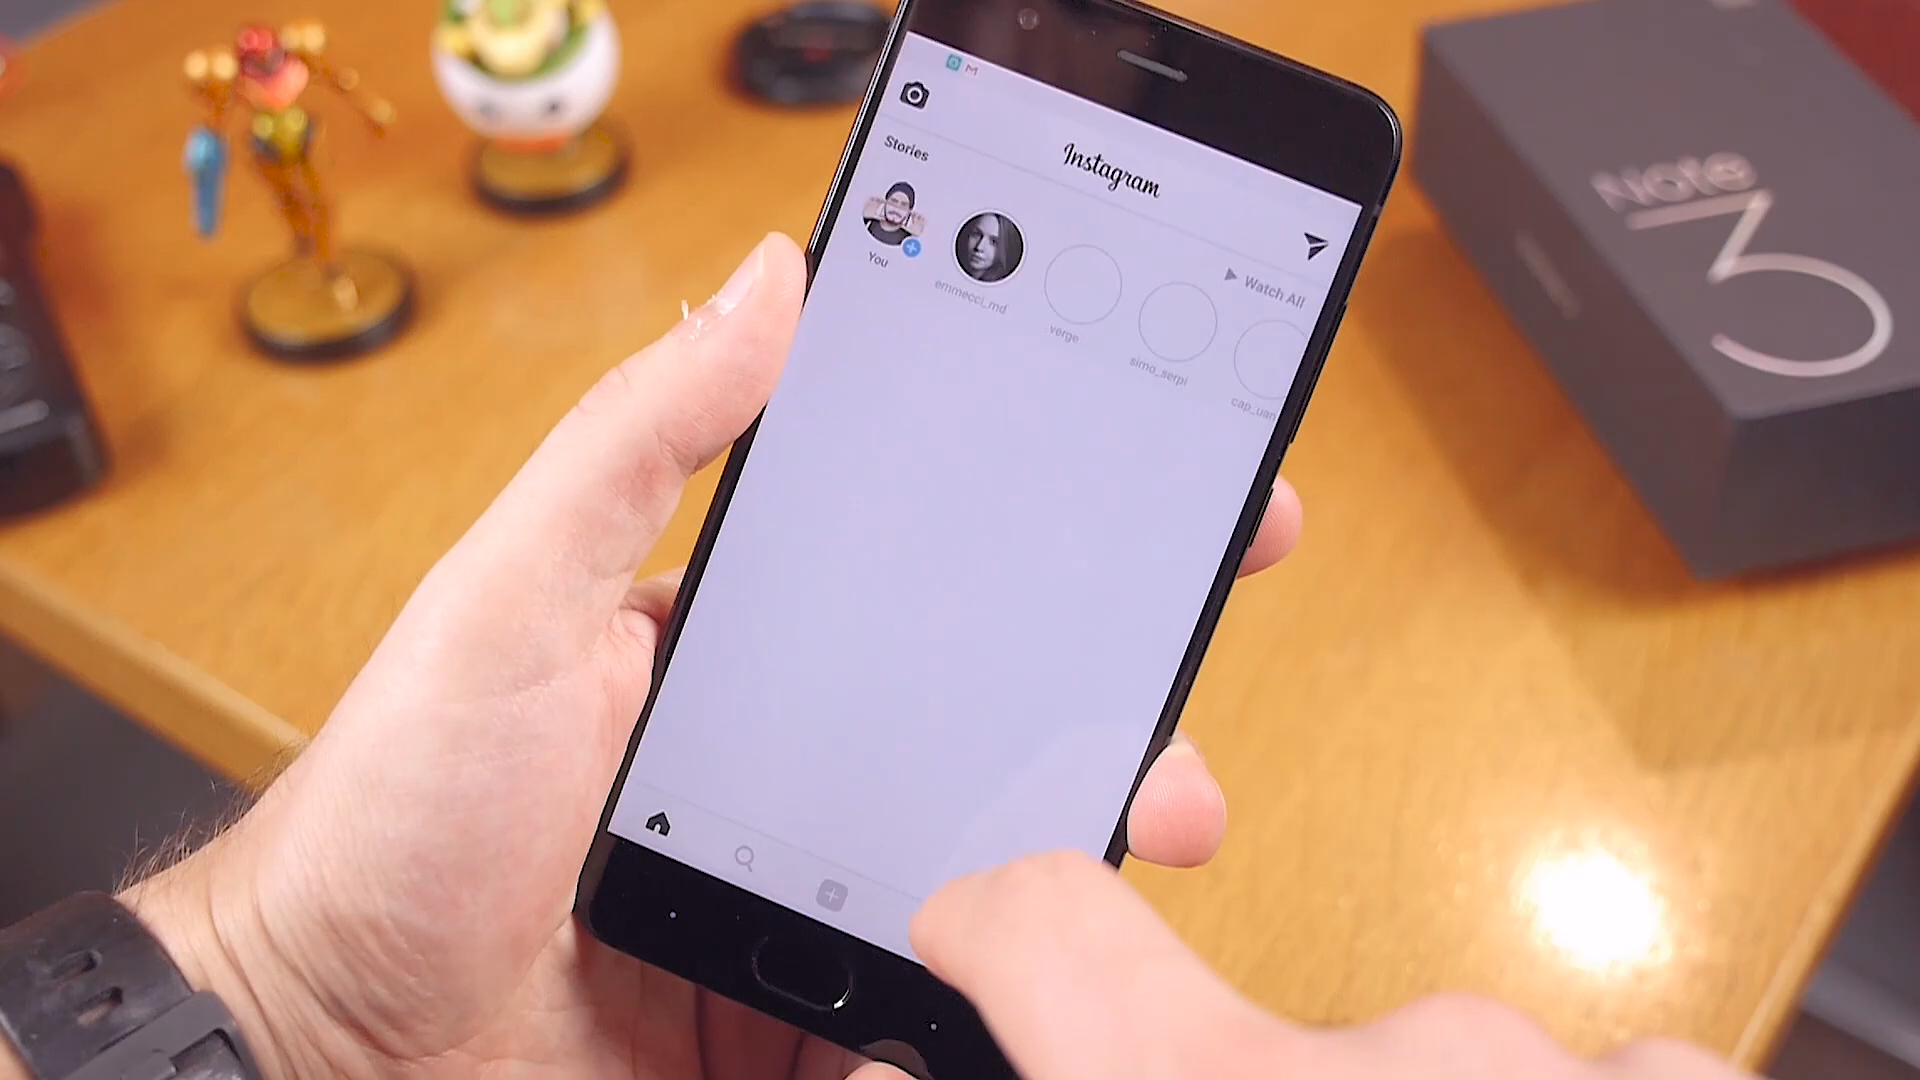 Instagram
Stories
Watch All
You
emmecci_md
verge
simo_serpi
cap_uan
Note
3